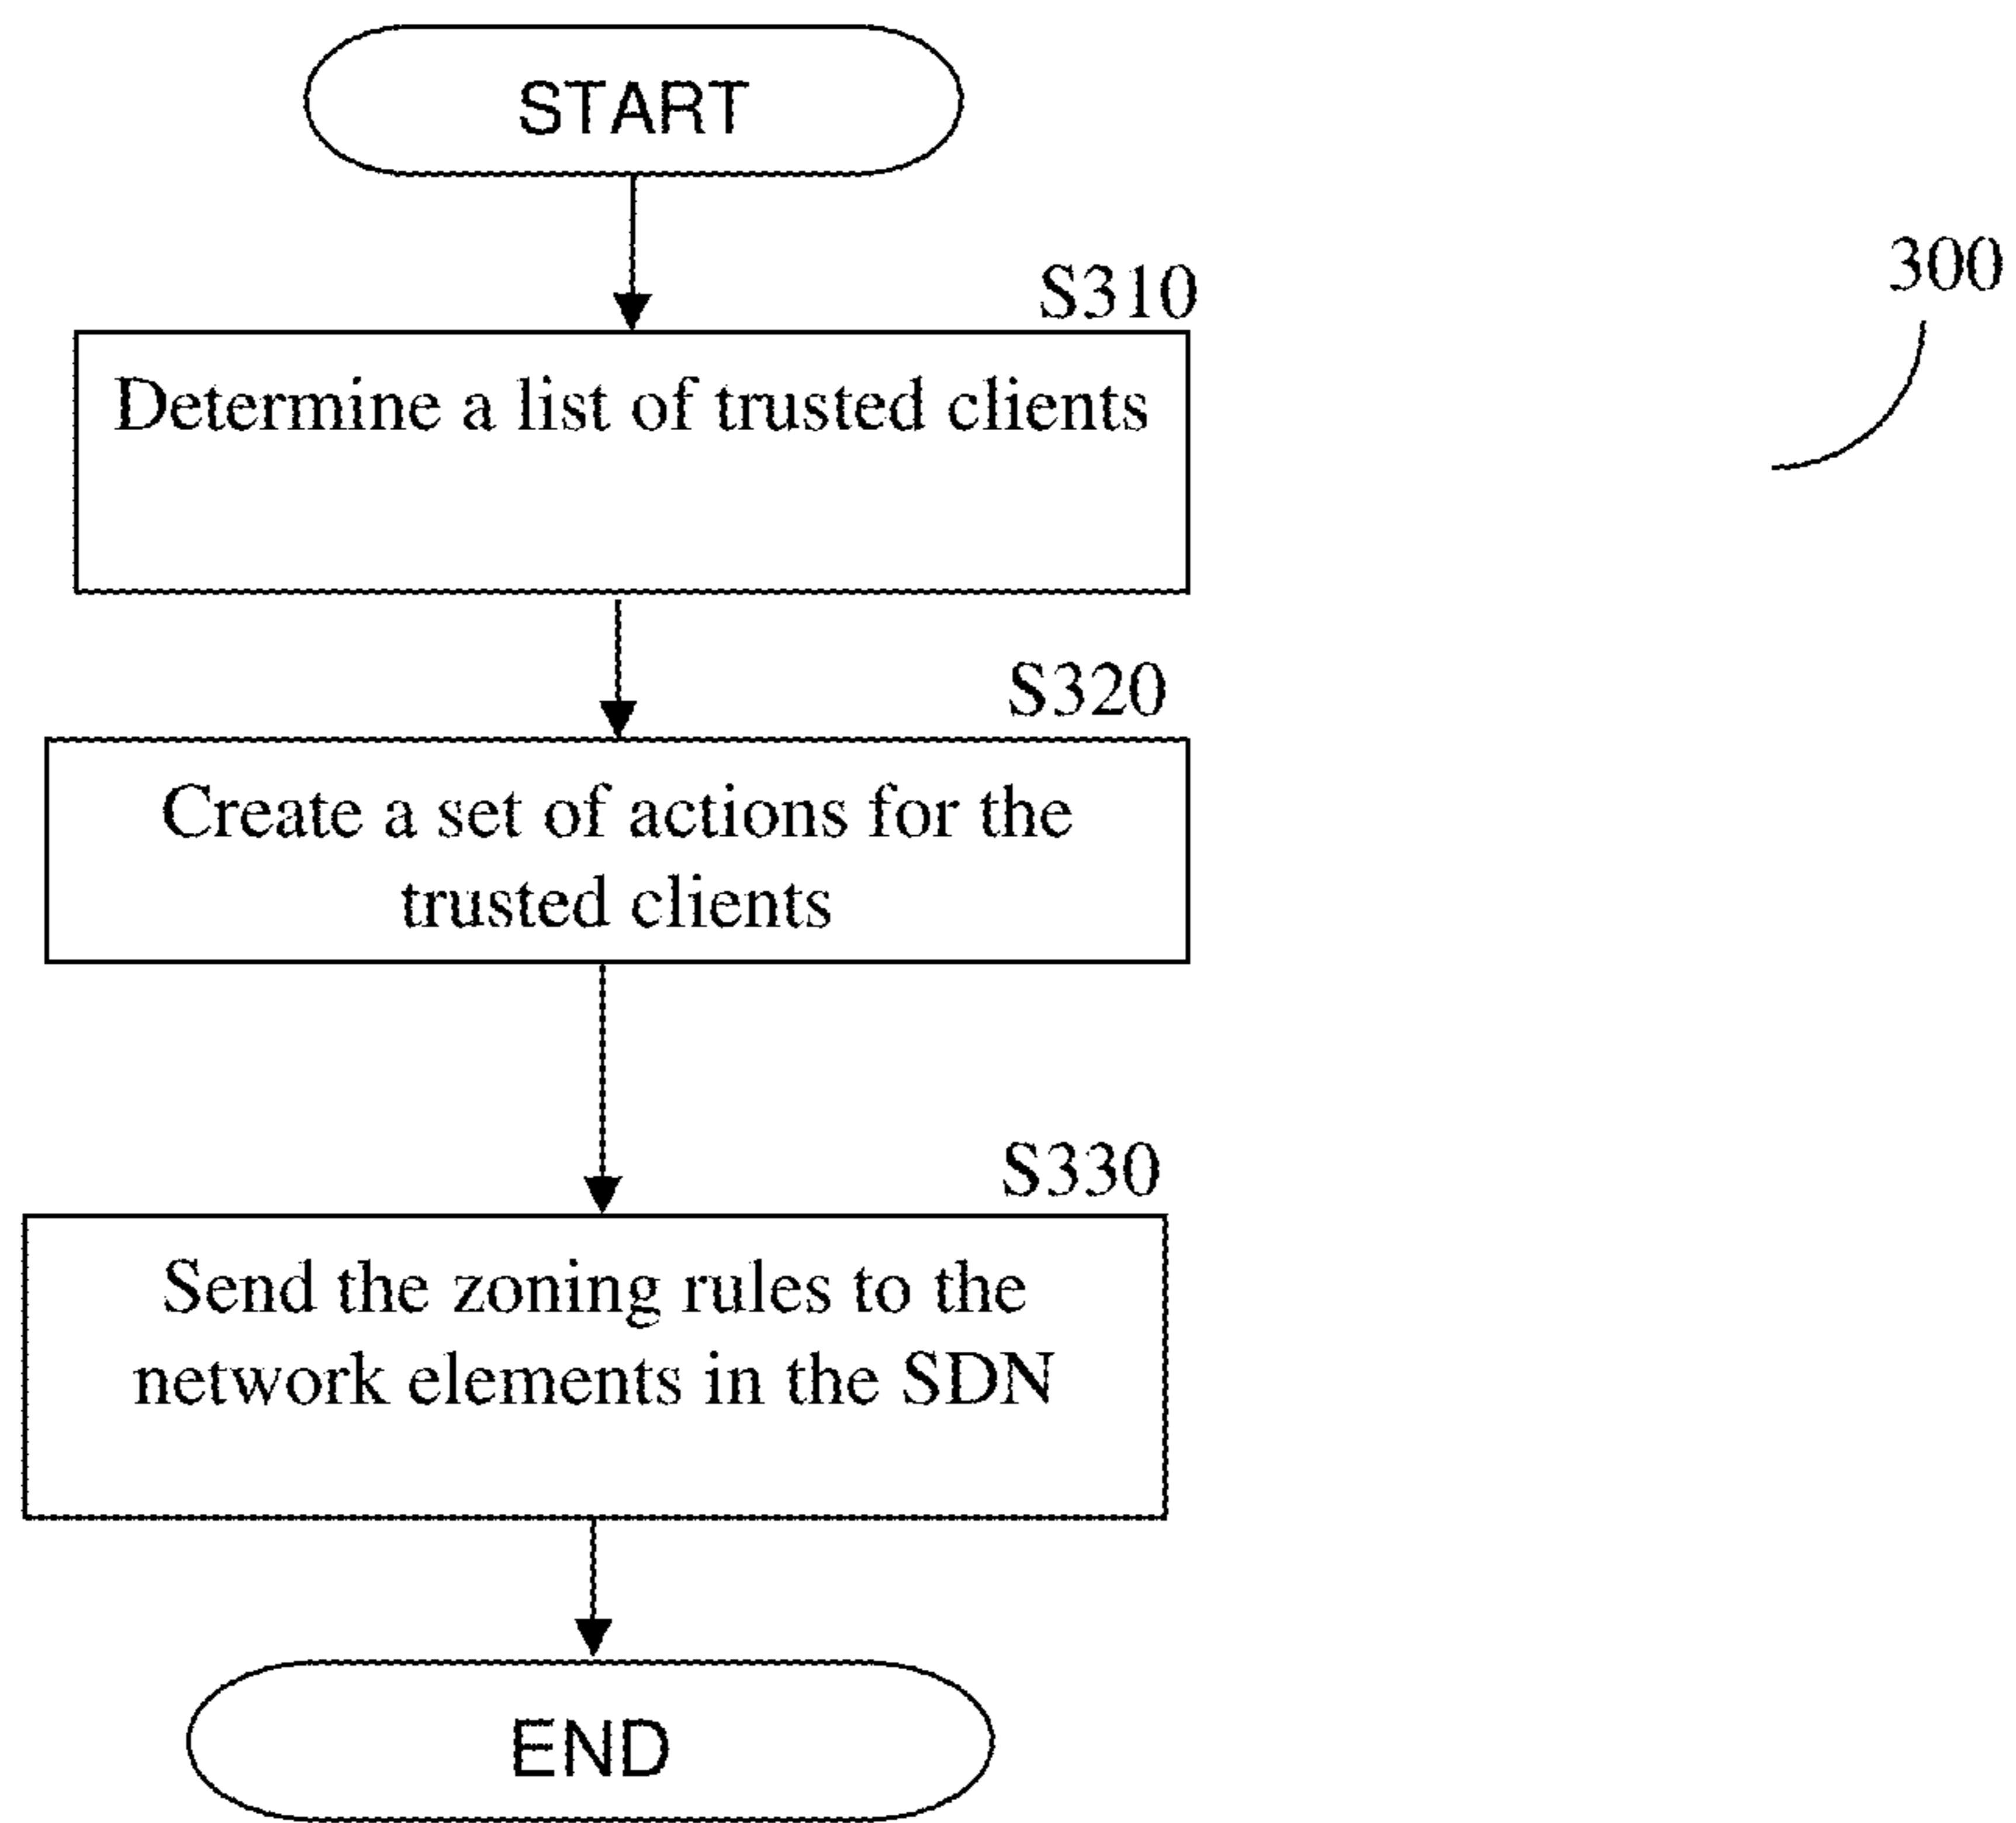 START
S310
300
Determine a list of trusted clients
S320
Create a set of actions for the
trusted clients
S330
Send the zoning rules to the
network elements in the SDN
END